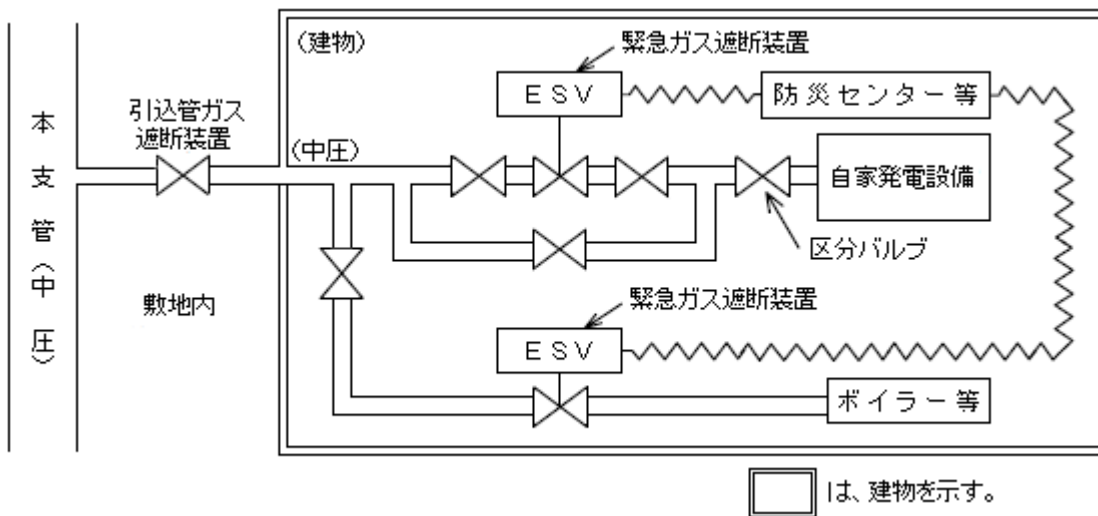 (建物)
緊急ガス遮断装置
ESV
防災センター等
引込管ガス
遮断装置
(中圧)
本支管(中圧)
自家発電設備
区分バルブ
敷地内
緊急ガス遮断装置
ESV
ボイラー等
は、建物を示す。